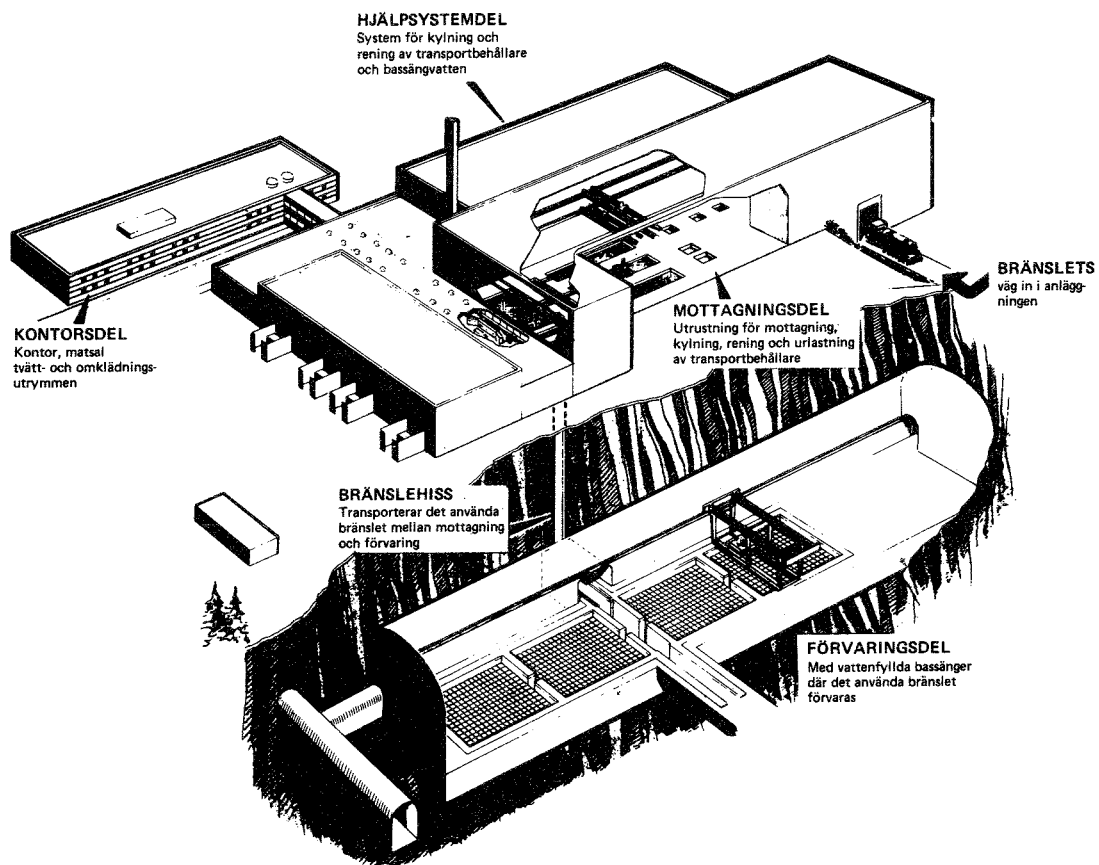 HJÄLPSYSTEMDEL
System för kylning och
rening av transportbehållare
och bassängvatten
BRÄNSLETS
väg in i anlägg-
ningen
KONTORSDEL
Kontor, matsal
tvätt- och omklädnings-
utrymmen
MOTTAGNINGSDEL
Utrustning för mottagning,
kylning, rening och urlastning
av transportbehållare
BRÄNSLEHISS
Transporterar det använda
bränslet mellan mottagning
och förvaring
FÖRVARINGSDEL
Med vattenfyllda bassänger
där det använda bränslet
förvaras